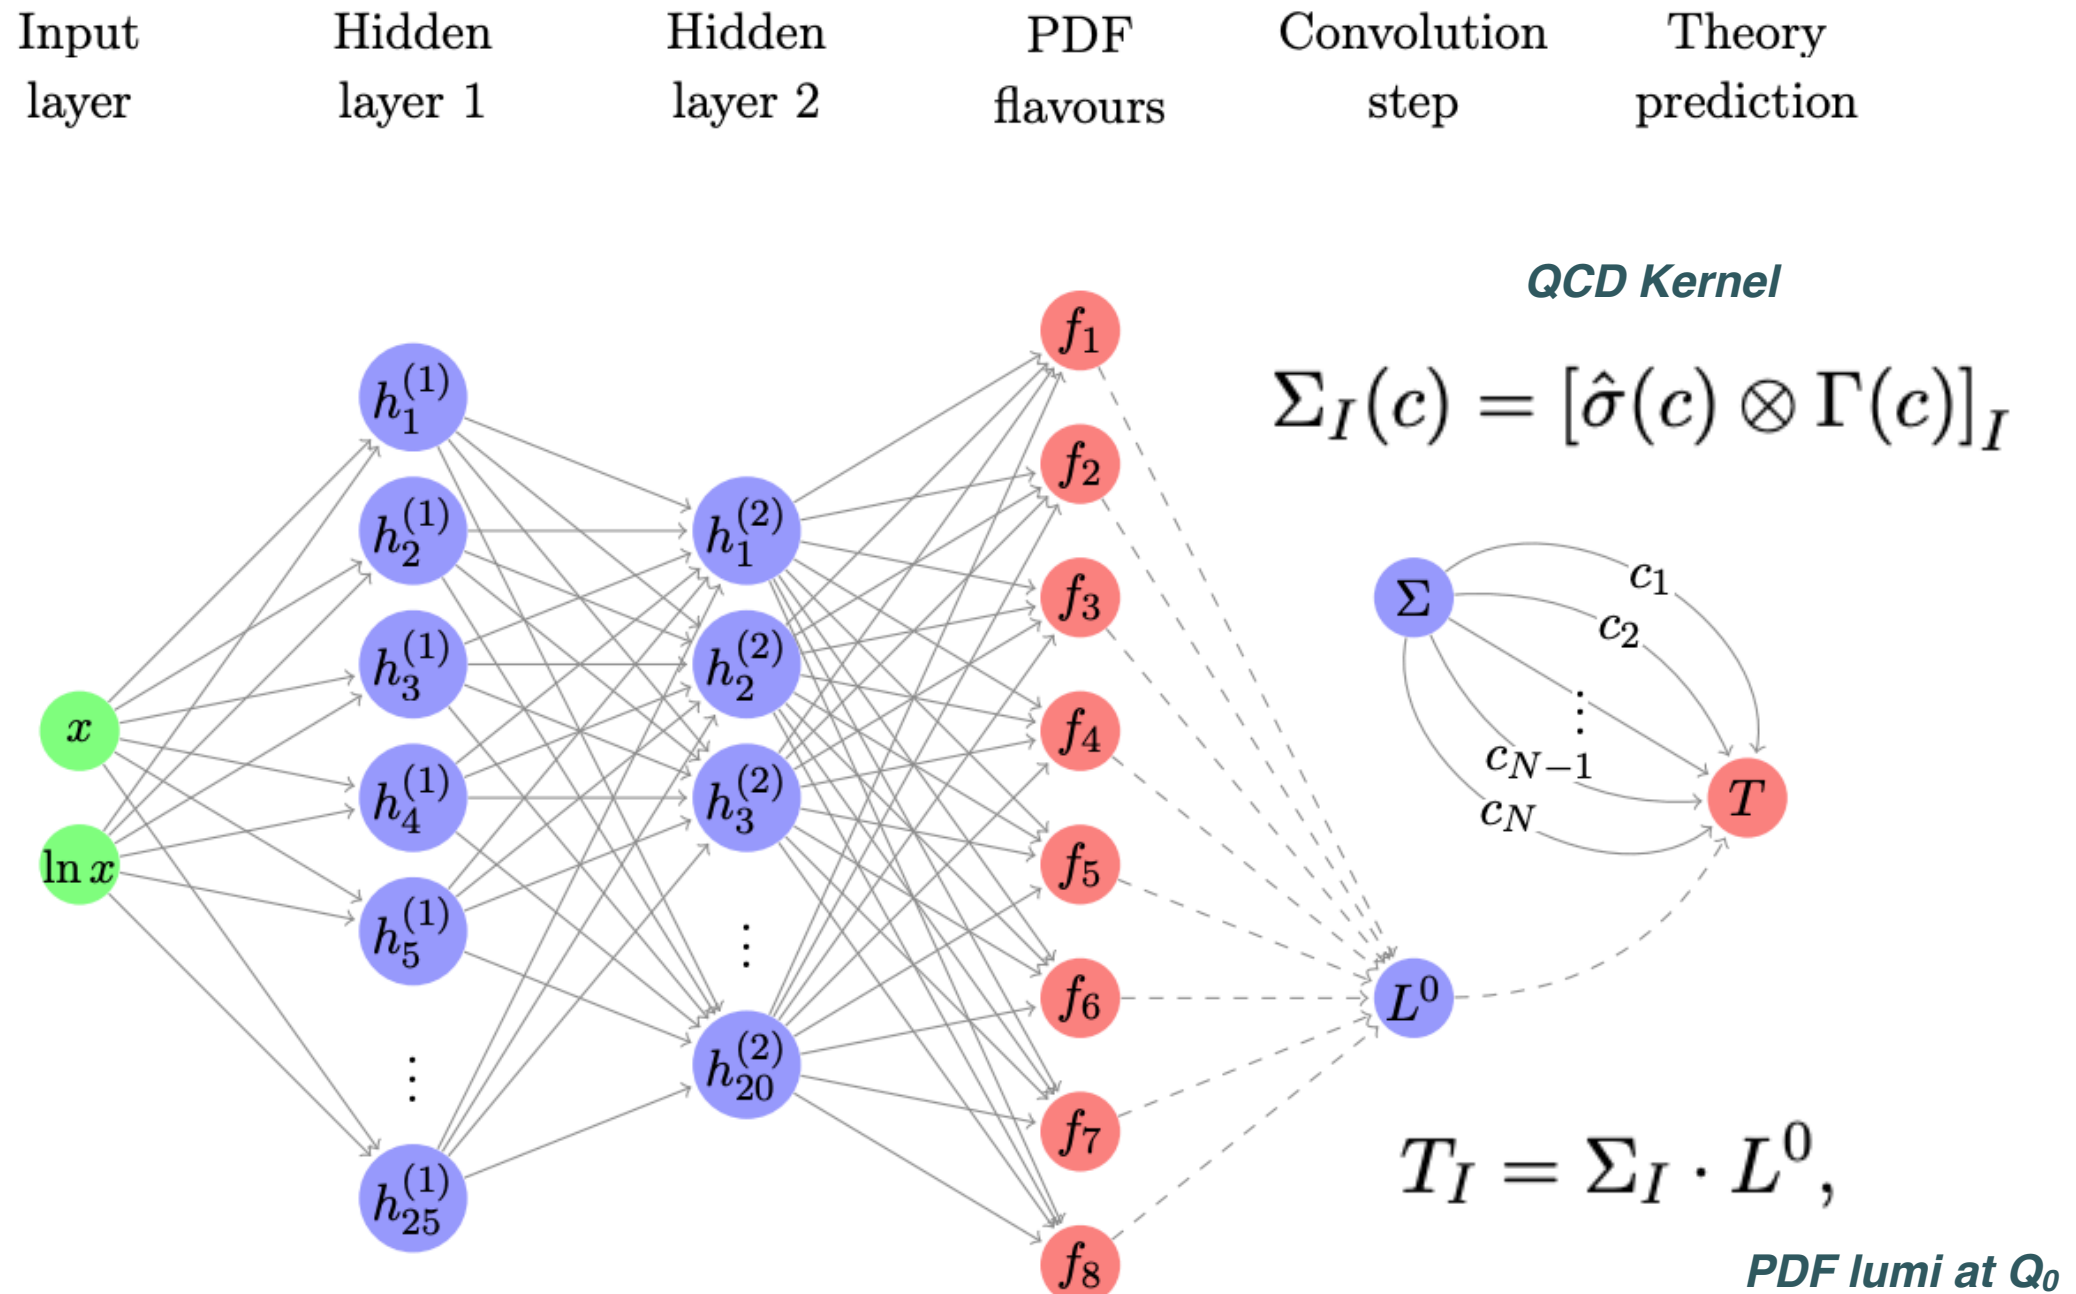 Input layer
Hidden layer 1
Hidden layer 2
PDF flavours
Convolution step
Theory prediction
QCD Kernel
Σ_I(c) = [σ̂(c) ⊗ Γ(c)]_I
x
ln x
h_1^(1)
h_2^(1)
h_3^(1)
h_4^(1)
h_5^(1)
⋮
h_25^(1)
h_1^(2)
h_2^(2)
h_3^(2)
⋮
h_20^(2)
f_1
f_2
f_3
f_4
f_5
f_6
f_7
f_8
Σ
c_1
c_2
⋮
c_{N−1}
c_N
T
L^0
T_I = Σ_I · L^0,
PDF lumi at Q_0